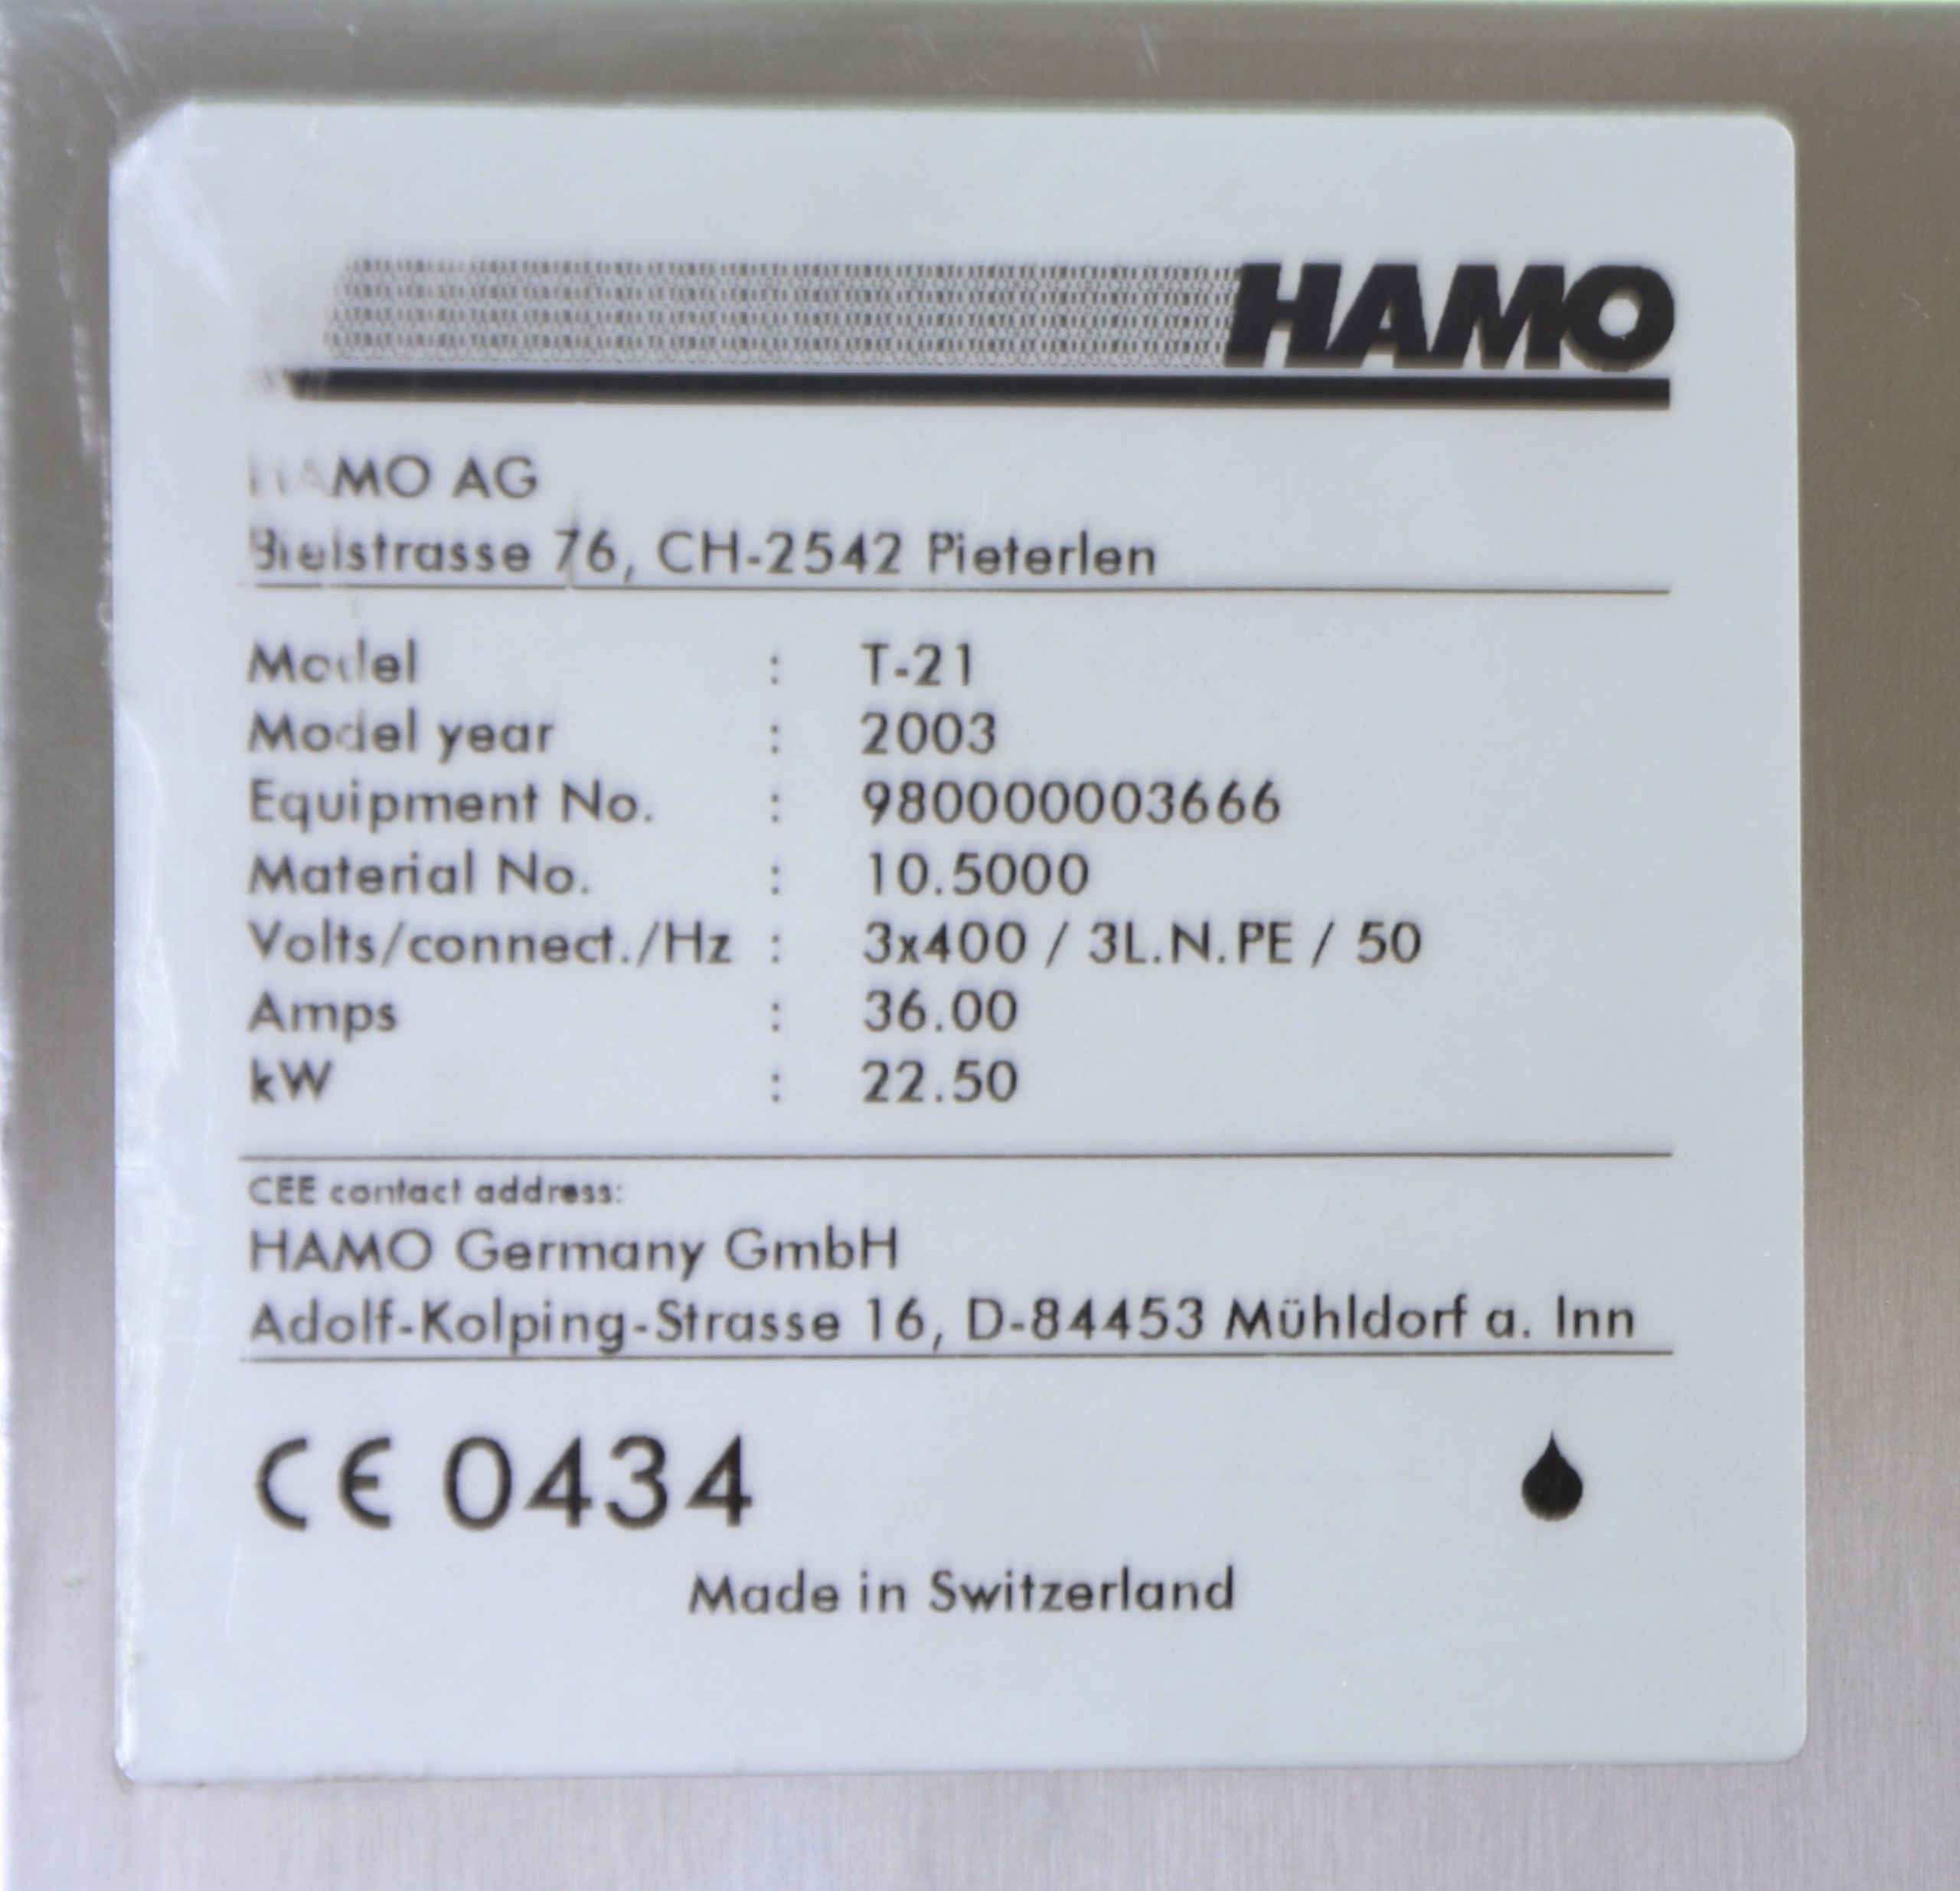 HAMO
HAMO AG
Bielstrasse 76, CH-2542 Pieterlen
Model : T-21
Model year : 2003
Equipment No. : 980000003666
Material No. : 10.5000
Volts/connect./Hz : 3x400 / 3L.N.PE / 50
Amps : 36.00
kW : 22.50
CEE contact address:
HAMO Germany GmbH
Adolf-Kolping-Strasse 16, D-84453 Mühldorf a. Inn
CE 0434
Made in Switzerland